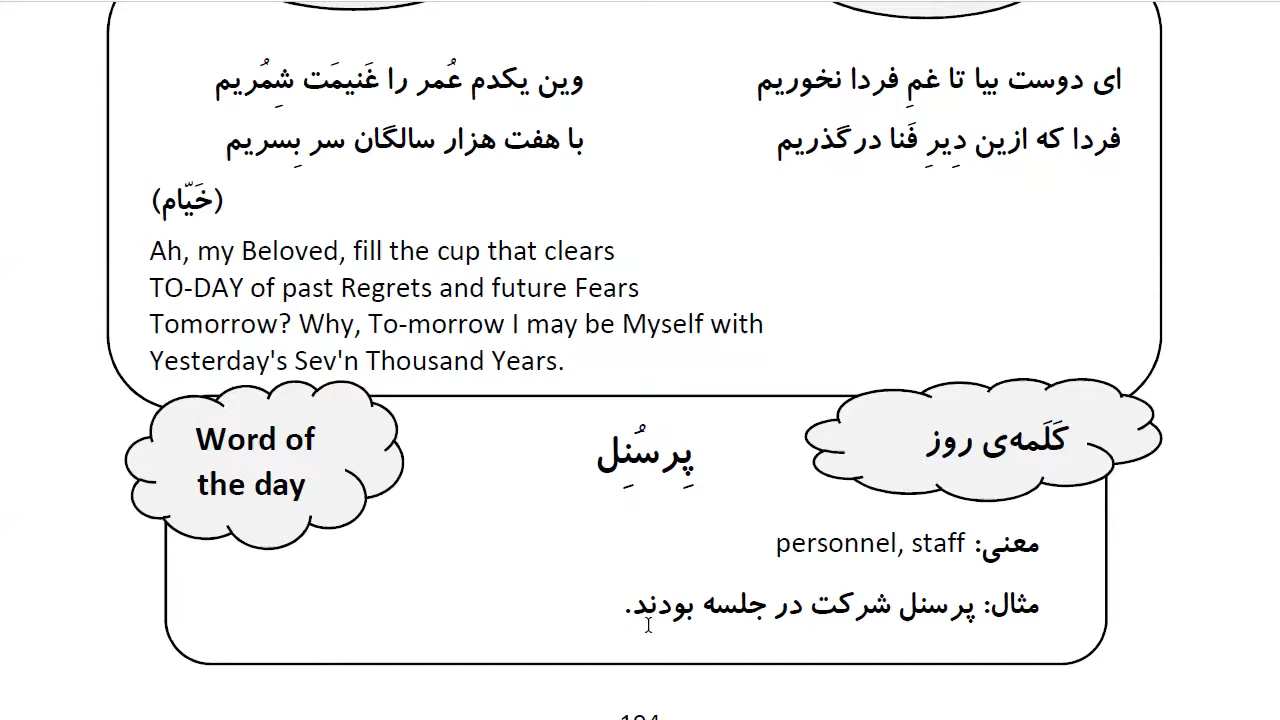 ای دوست بیا تا غمِ فردا نخوریم وین یکدم عُمر را غَنیمَت شِمُریم
فردا که ازین دِیرِ فَنا درگذریم با هفت هزار سالگان سر بِسریم
(خَیّام)
Ah, my Beloved, fill the cup that clears
TO-DAY of past Regrets and future Fears
Tomorrow? Why, To-morrow I may be Myself with
Yesterday's Sev'n Thousand Years.
Word of
the day
پِرسُنِل
کَلَمه‌ی روز
معنی: personnel, staff
مثال: پرسنل شرکت در جلسه بودند.